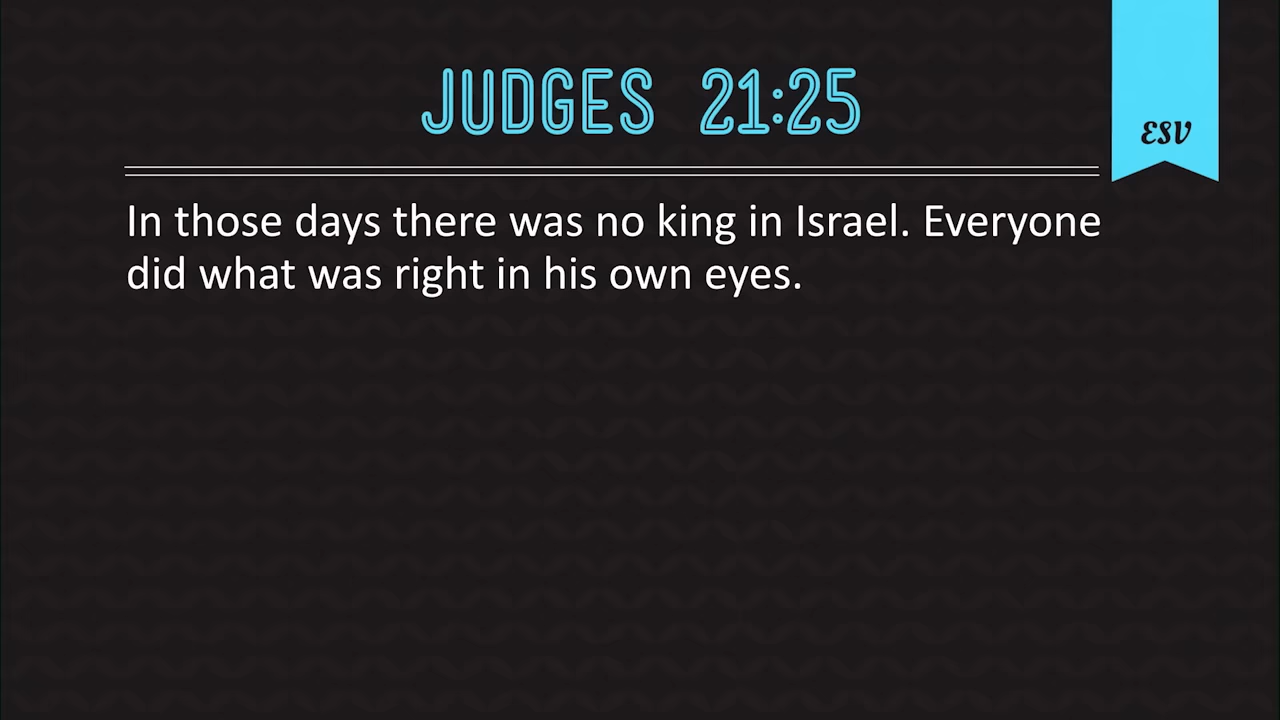 JUDGES 21:25
ESV
In those days there was no king in Israel. Everyone
did what was right in his own eyes.